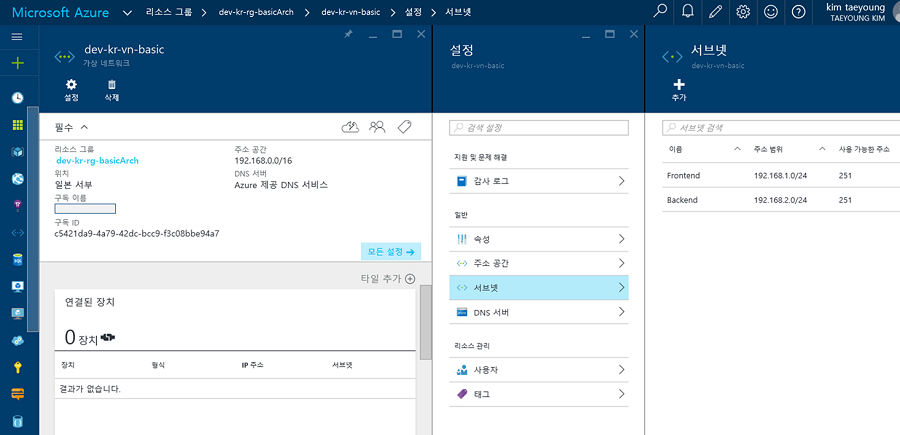 Microsoft Azure 리소스 그룹 dev-kr-rg-basicArch dev-kr-vn-basic 설정 서브넷
kim taeyoung
TAEYOUNG KIM
dev-kr-vn-basic
가상 네트워크
설정 삭제
필수
리소스 그룹
dev-kr-rg-basicArch
위치
일본 서부
구독 이름
구독 ID
c5421da9-4a79-42dc-bcc9-f3c08bbe94a7
주소 공간
192.168.0.0/16
DNS 서버
Azure 제공 DNS 서비스
모든 설정
타일 추가
연결된 장치
0 장치
장치 형식 IP 주소 서브넷
결과가 없습니다.
설정
dev-kr-vn-basic
검색 설정
지원 및 문제 해결
감사 로그
일반
속성
주소 공간
서브넷
DNS 서버
리소스 관리
사용자
태그
서브넷
dev-kr-vn-basic
추가
서브넷 검색
이름 주소 범위 사용 가능한 주소
Frontend 192.168.1.0/24 251
Backend 192.168.2.0/24 251